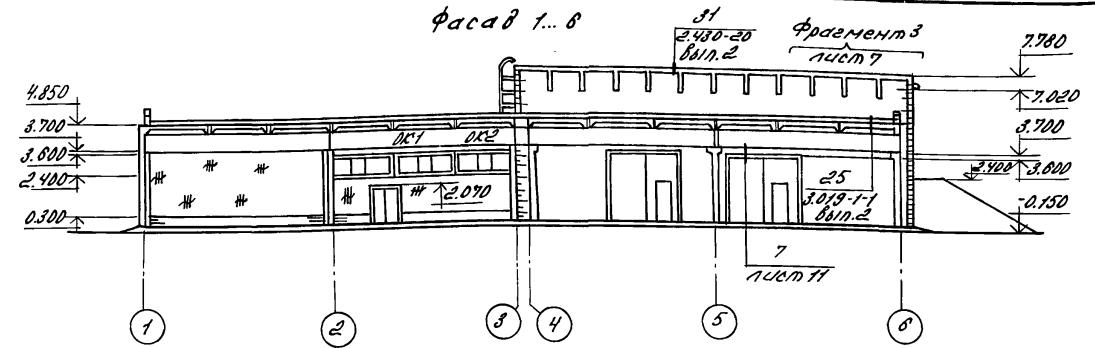 Фасад 1...6
31
2.430-20
Вып.2
Фрагмент 3
лист 7
7.780
7.020
4.850
3.700
3.600
2.400
0.300
ОК1 ОК2
2.070
3.700
2.400
3.600
-0.150
25
3.019-1-1
Вып.2
7
лист 11
1 2 3 4 5 6